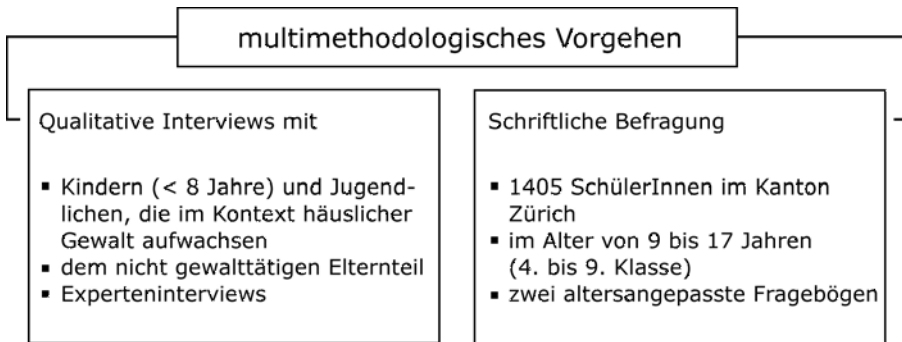 multimethodologisches Vorgehen
Qualitative Interviews mit
▪ Kindern (< 8 Jahre) und Jugend-
lichen, die im Kontext häuslicher
Gewalt aufwachsen
▪ dem nicht gewalttätigen Elternteil
▪ Experteninterviews
Schriftliche Befragung
▪ 1405 SchülerInnen im Kanton
Zürich
▪ im Alter von 9 bis 17 Jahren
(4. bis 9. Klasse)
▪ zwei altersangepasste Fragebögen